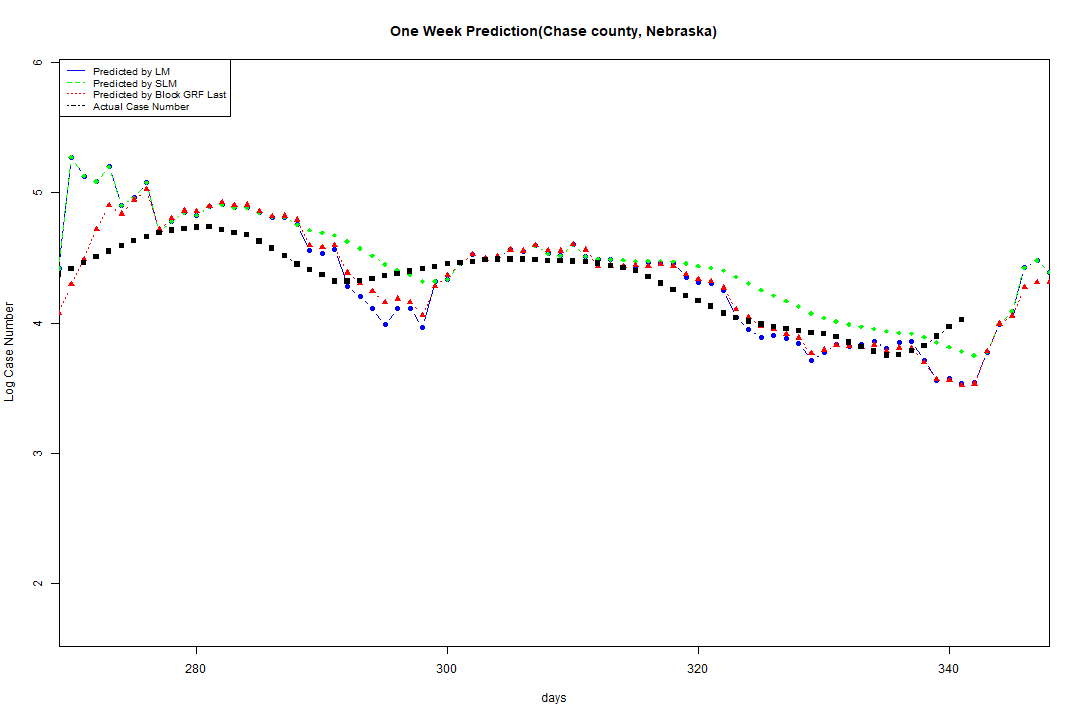 One Week Prediction(Chase county, Nebraska)
Predicted by LM
Predicted by SLM
Predicted by Block GRF Last
Actual Case Number
6
5
4
3
2
Log Case Number
280 300 320 340
days